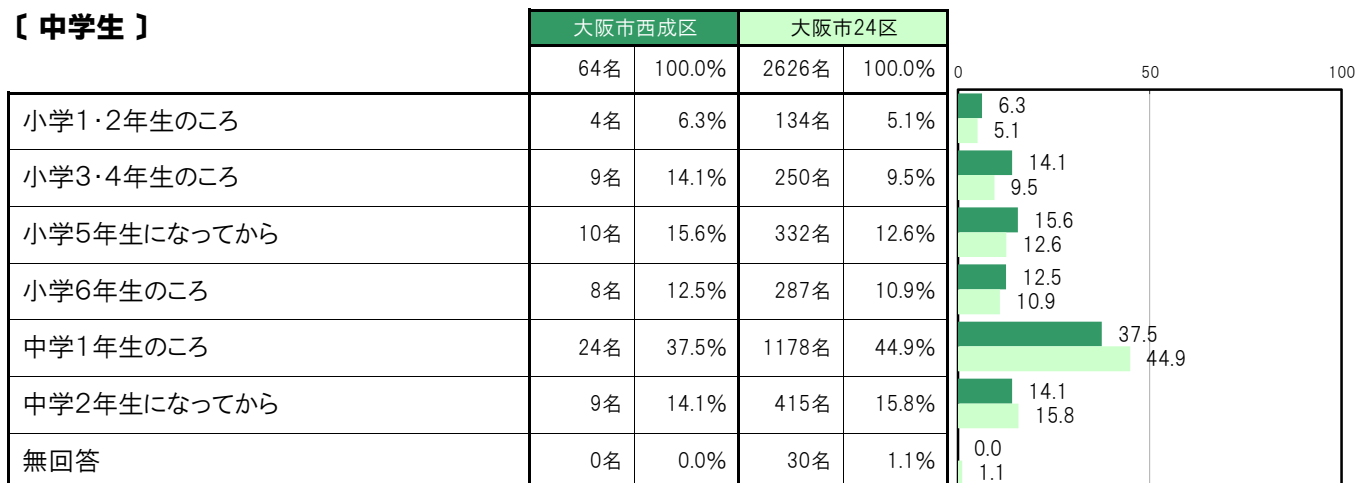 〔 中学生 〕
大阪市西成区 大阪市24区
64名 100.0% 2626名 100.0%
0 50 100
小学1・2年生のころ 4名 6.3% 134名 5.1%
6.3
5.1
小学3・4年生のころ 9名 14.1% 250名 9.5%
14.1
9.5
小学5年生になってから 10名 15.6% 332名 12.6%
15.6
12.6
小学6年生のころ 8名 12.5% 287名 10.9%
12.5
10.9
中学1年生のころ 24名 37.5% 1178名 44.9%
37.5
44.9
中学2年生になってから 9名 14.1% 415名 15.8%
14.1
15.8
無回答 0名 0.0% 30名 1.1%
0.0
1.1